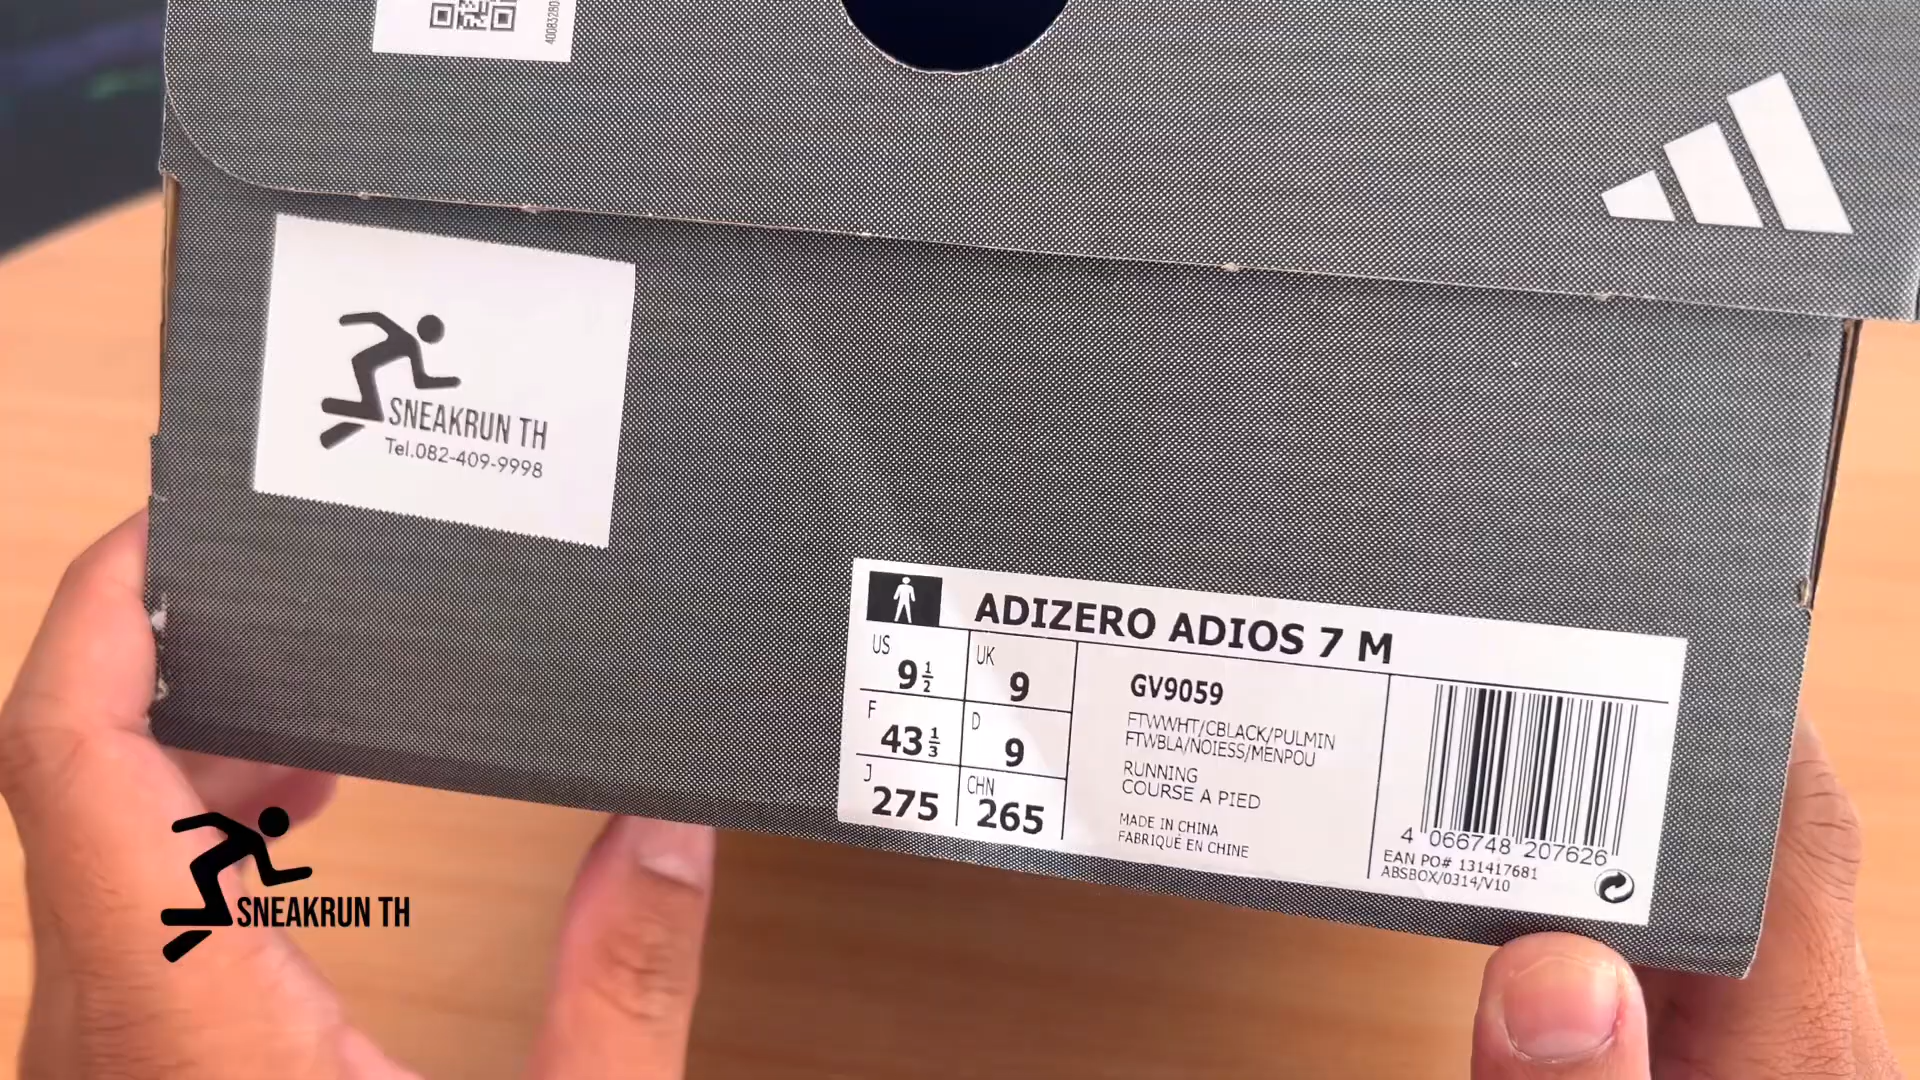 40083280
SNEAKRUN TH
Tel.082-409-9998
ADIZERO ADIOS 7 M
US
9 1/2
UK
9
F
43 1/3
D
9
J
275
CHN
265
GV9059
FTWWHT/CBLACK/PULMIN
FTWBLA/NOIESS/MENPOU
RUNNING
COURSE A PIED
MADE IN CHINA
FABRIQUÉ EN CHINE
4 066748 207626
EAN PO# 131417681
ABSBOX/0314/V10
SNEAKRUN TH